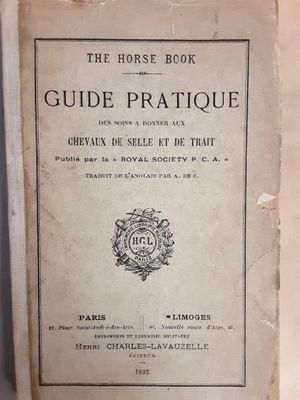 THE HORSE BOOK
GUIDE PRATIQUE
DES SOINS A DONNER AUX
CHEVAUX DE SELLE ET DE TRAIT
Publié par la « ROYAL SOCIETY P. C. A. »
TRADUIT DE L'ANGLAIS PAR A. DE C.
H.C.L
PARIS
PARIS
LIMOGES
11, Place Saint-André-des-Arts.
46, Nouvelle route d'Aixe, 46.
IMPRIMERIE ET LIBRAIRIE MILITAIRE
HENRI CHARLES-LAVAUZELLE
ÉDITEUR
1892